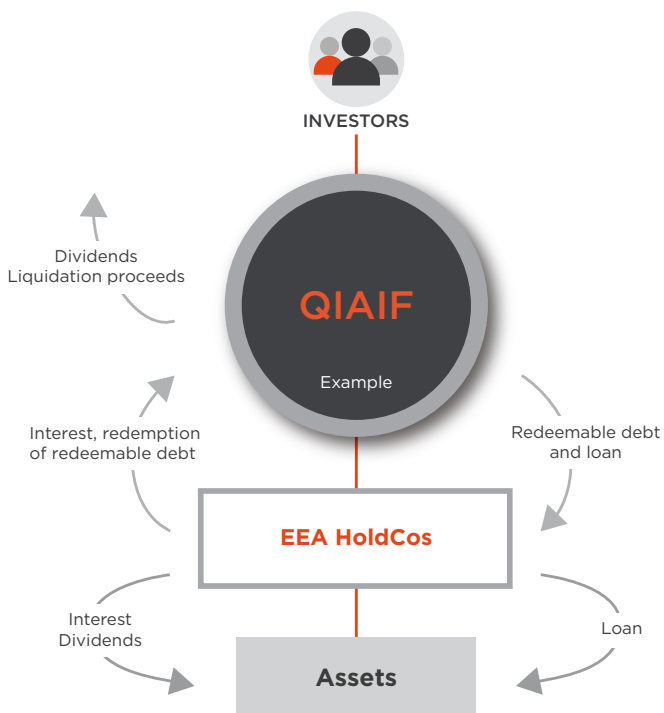 INVESTORS
Dividends
Liquidation proceeds
QIAIF
Example
Interest, redemption
of redeemable debt
Redeemable debt
and loan
EEA HoldCos
Interest
Dividends
Loan
Assets